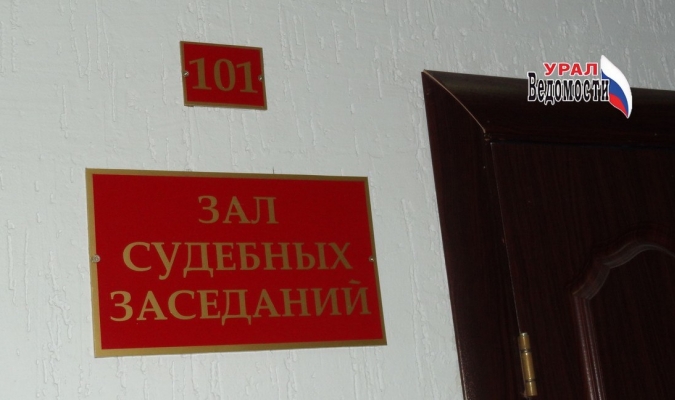 101
УРАЛ
Ведомости
ЗАЛ
СУДЕБНЫХ
ЗАСЕДАНИЙ